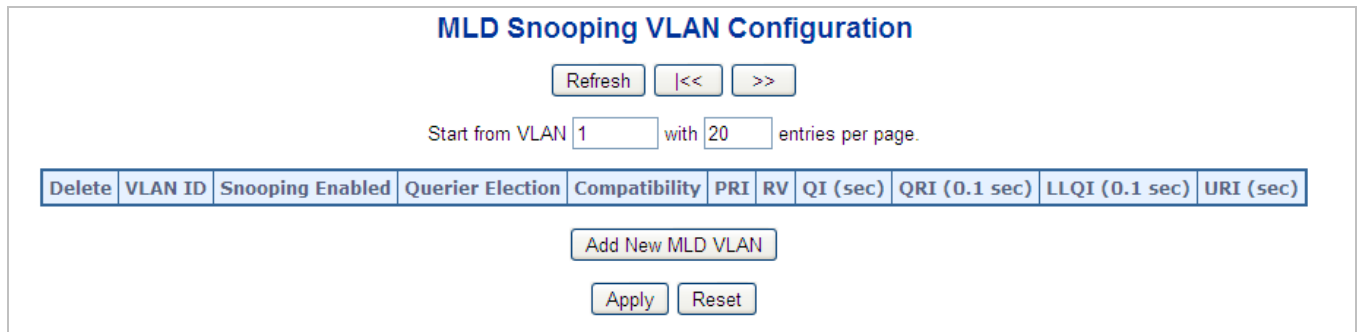 MLD Snooping VLAN Configuration
Refresh |<< >>
Start from VLAN 1 with 20 entries per page.
Delete VLAN ID Snooping Enabled Querier Election Compatibility PRI RV QI (sec) QRI (0.1 sec) LLQI (0.1 sec) URI (sec)
Add New MLD VLAN
Apply Reset